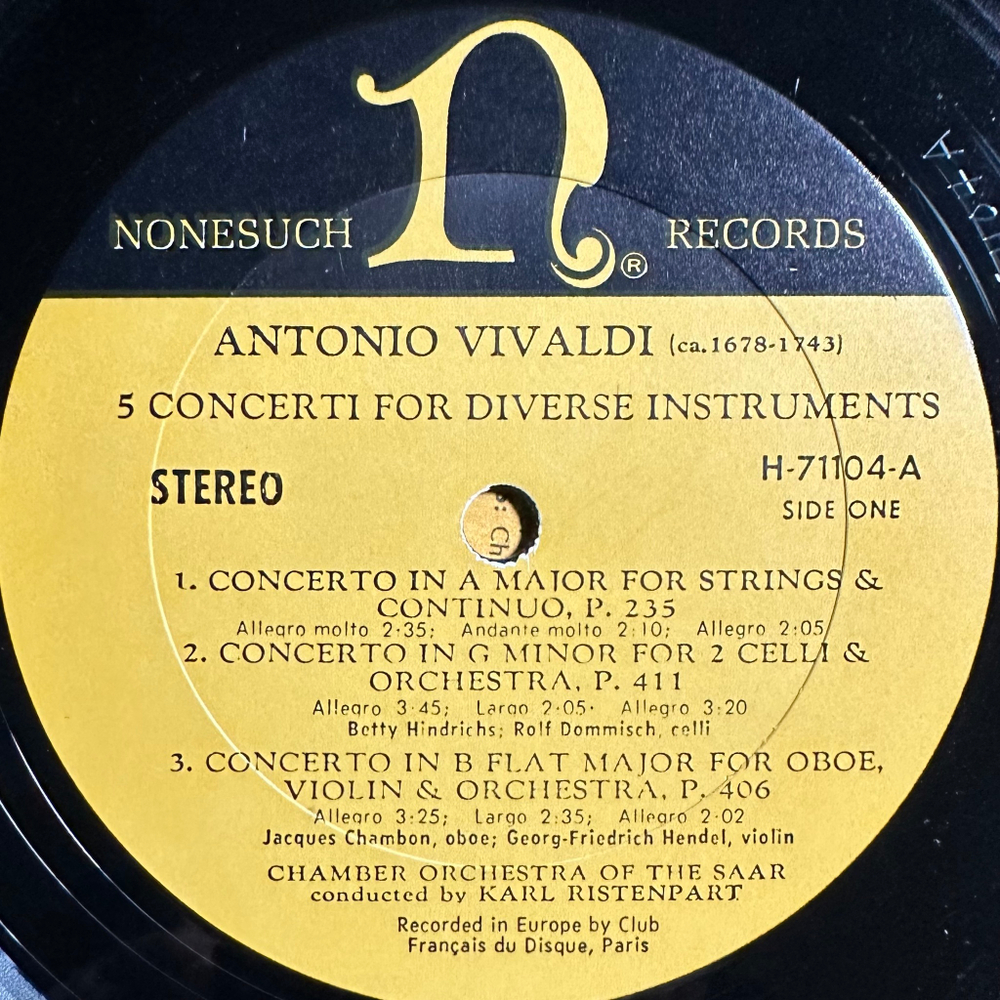 n
NONESUCH RECORDS
®
ANTONIO VIVALDI (ca.1678-1743)
5 CONCERTI FOR DIVERSE INSTRUMENTS
STEREO
H-71104-A
SIDE ONE
s: Ch
1. CONCERTO IN A MAJOR FOR STRINGS &
CONTINUO, P. 235
Allegro molto 2:35; Andante molto 2:10; Allegro 2:05
2. CONCERTO IN G MINOR FOR 2 CELLI &
ORCHESTRA, P. 411
Allegro 3:45; Largo 2:05; Allegro 3:20
Betty Hindrichs; Rolf Dommisch, celli
3. CONCERTO IN B FLAT MAJOR FOR OBOE,
VIOLIN & ORCHESTRA, P. 406
Allegro 3:25; Largo 2:35; Allegro 2:02
Jacques Chambon, oboe; Georg-Friedrich Hendel, violin
CHAMBER ORCHESTRA OF THE SAAR
conducted by KARL RISTENPART
Recorded in Europe by Club
Français du Disque, Paris